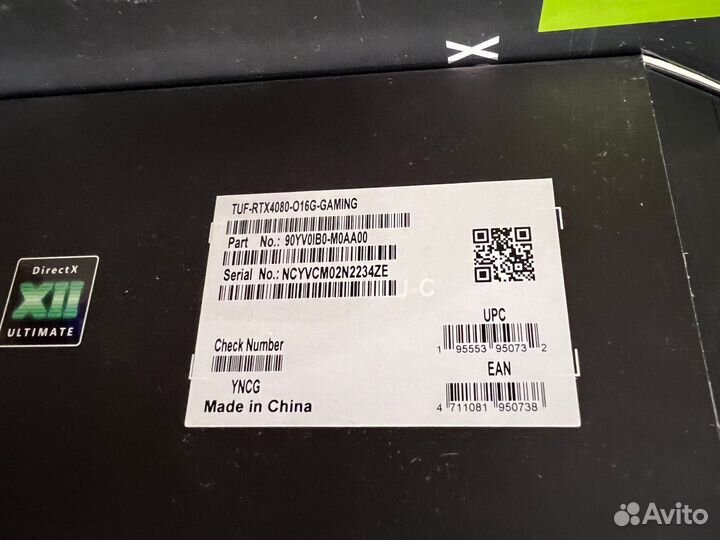 X
DirectX
XII
ULTIMATE
TUF-RTX4080-O16G-GAMING
Part No.: 90YV0IB0-M0AA00
Serial No.: NCYVCM02N2234ZE
Check Number
YNCG
Made in China
UPC
1 95553 95073 2
EAN
4 711081 950738
Avito